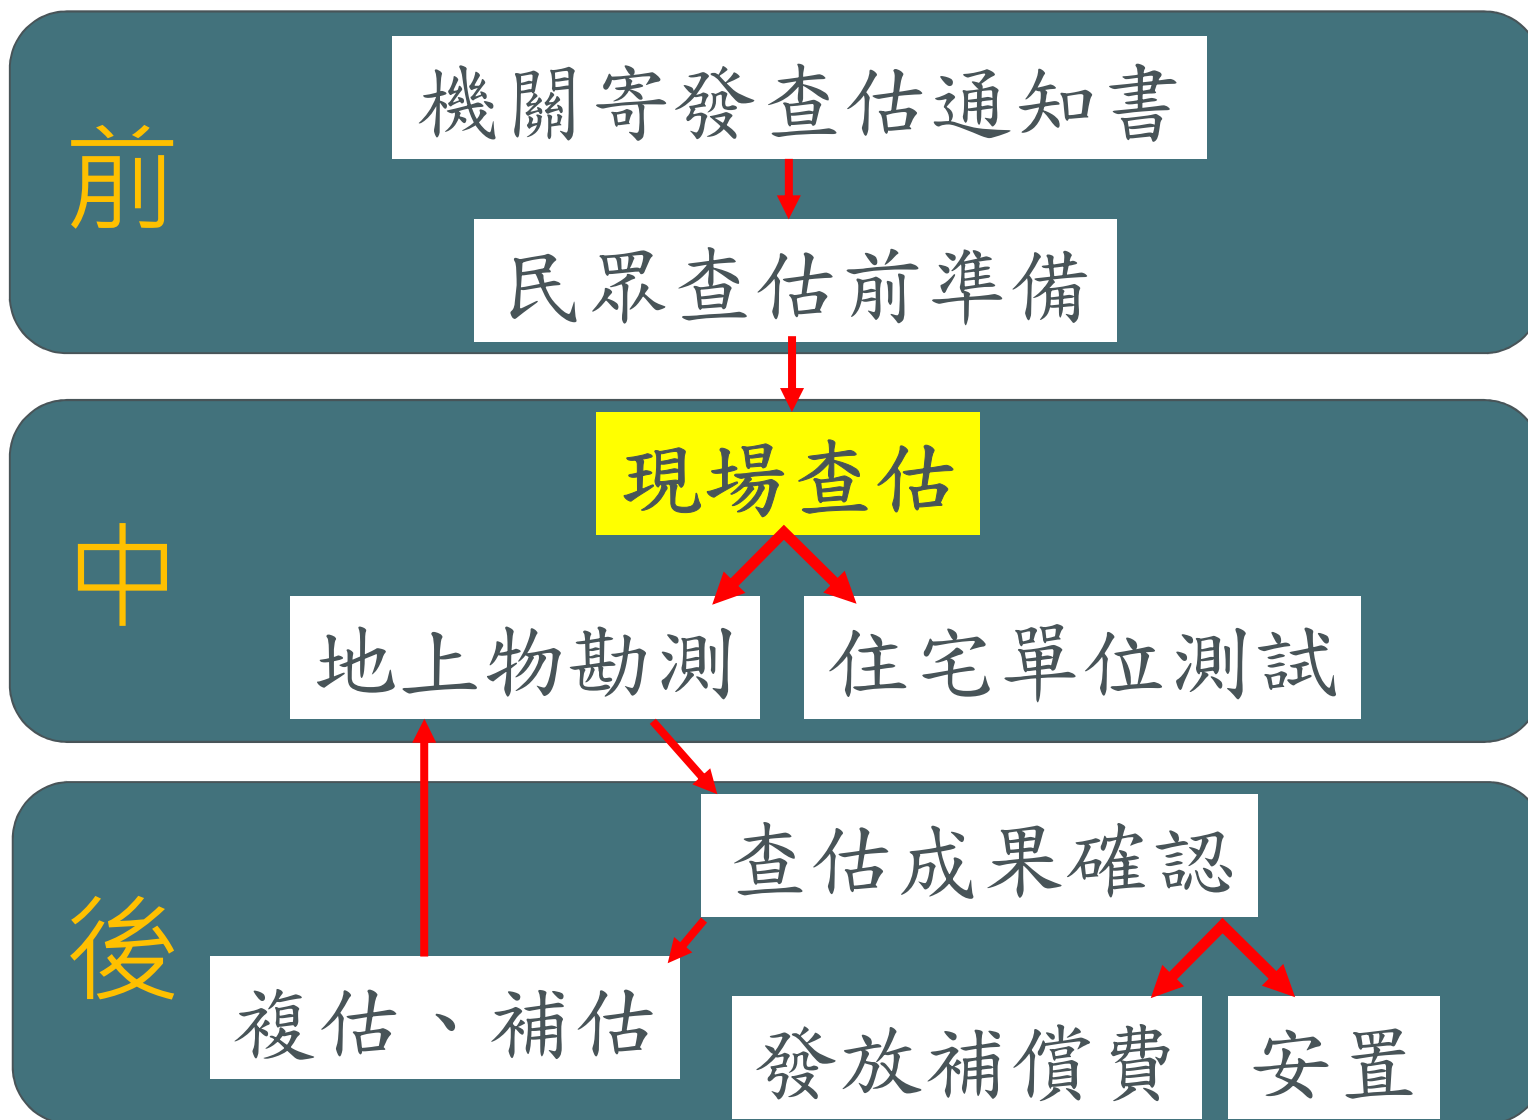 前
機關寄發查估通知書
民眾查估前準備
中
現場查估
地上物勘測
住宅單位測試
後
查估成果確認
複估、補估
發放補償費
安置